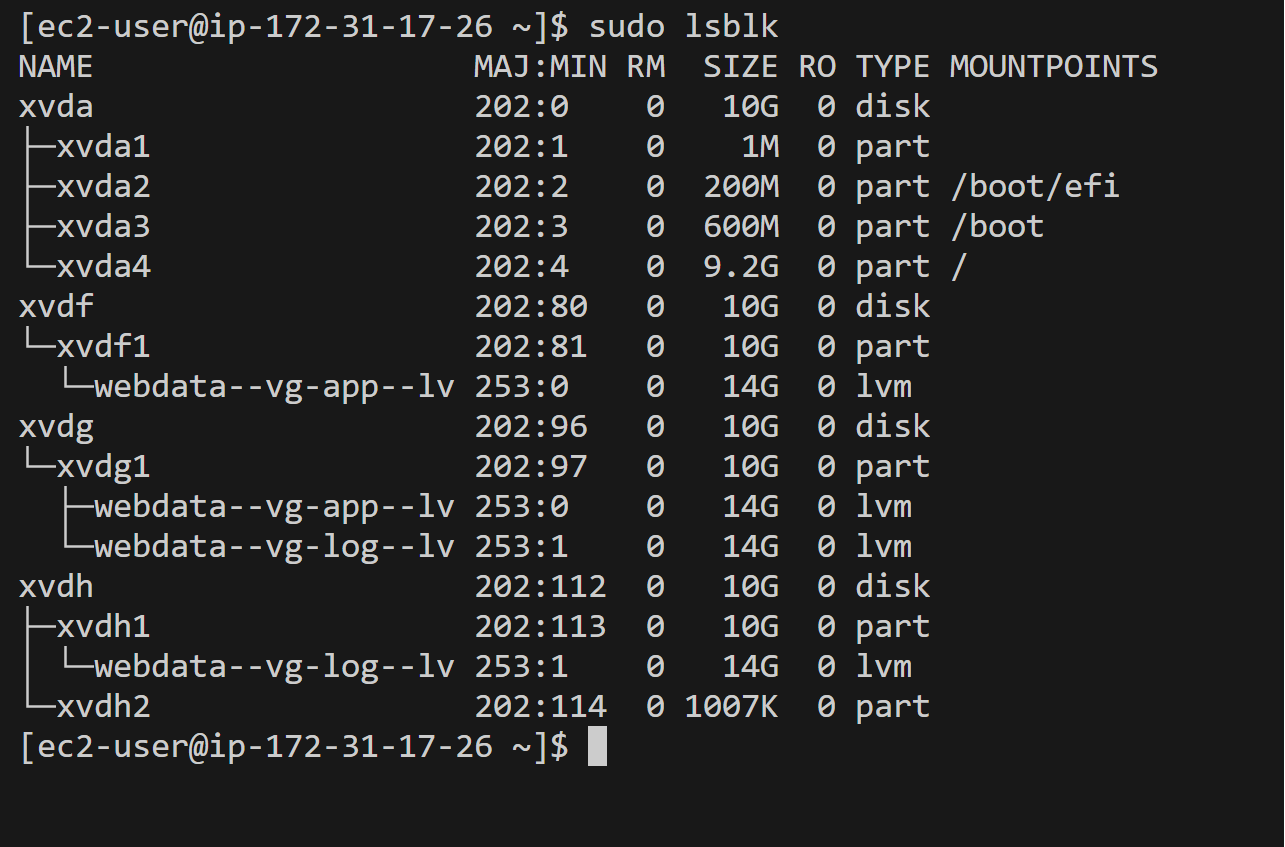 [ec2-user@ip-172-31-17-26 ~]$ sudo lsblk
NAME                    MAJ:MIN RM  SIZE RO TYPE MOUNTPOINTS
xvda                    202:0    0   10G  0 disk
├─xvda1                 202:1    0    1M  0 part
├─xvda2                 202:2    0  200M  0 part /boot/efi
├─xvda3                 202:3    0  600M  0 part /boot
└─xvda4                 202:4    0  9.2G  0 part /
xvdf                    202:80   0   10G  0 disk
└─xvdf1                 202:81   0   10G  0 part
  └─webdata--vg-app--lv 253:0    0   14G  0 lvm
xvdg                    202:96   0   10G  0 disk
└─xvdg1                 202:97   0   10G  0 part
  ├─webdata--vg-app--lv 253:0    0   14G  0 lvm
  └─webdata--vg-log--lv 253:1    0   14G  0 lvm
xvdh                    202:112  0   10G  0 disk
├─xvdh1                 202:113  0   10G  0 part
│ └─webdata--vg-log--lv 253:1    0   14G  0 lvm
└─xvdh2                 202:114  0 1007K  0 part
[ec2-user@ip-172-31-17-26 ~]$